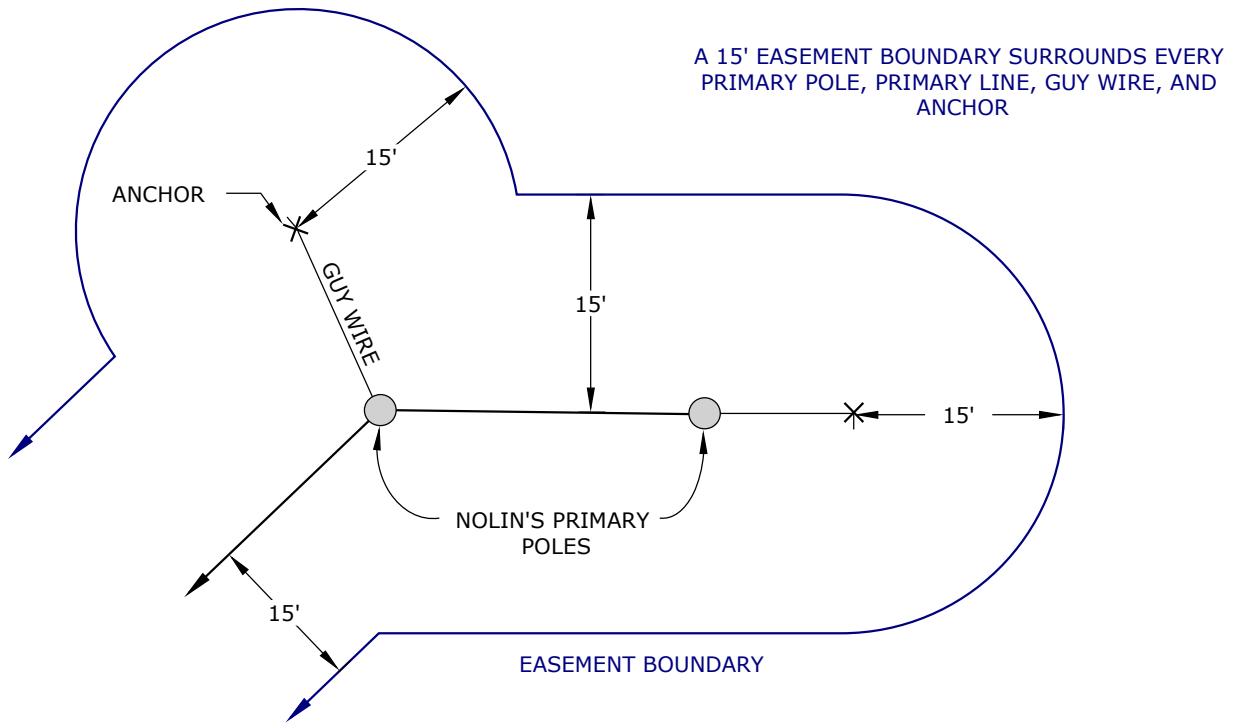 A 15' EASEMENT BOUNDARY SURROUNDS EVERY
PRIMARY POLE, PRIMARY LINE, GUY WIRE, AND
ANCHOR
15'
ANCHOR
GUY WIRE
15'
15'
NOLIN'S PRIMARY
POLES
15'
EASEMENT BOUNDARY